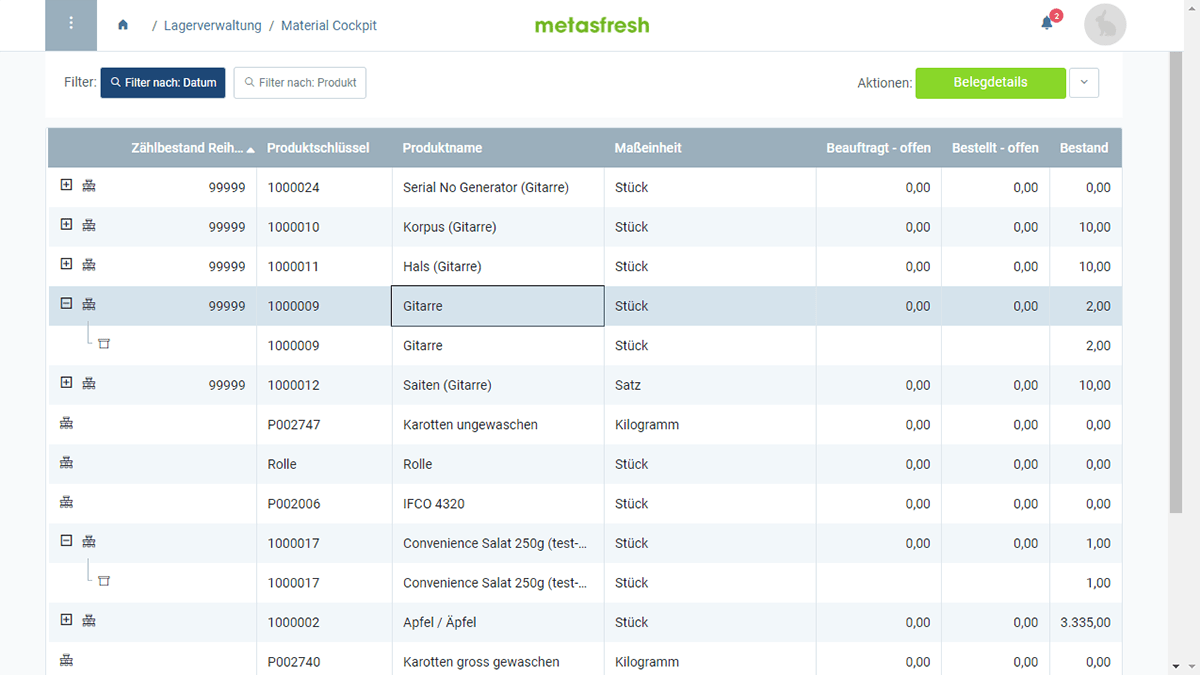 / Lagerverwaltung / Material Cockpit
metasfresh
2
Filter: Filter nach: Datum Filter nach: Produkt Aktionen: Belegdetails
Zählbestand Reih... Produktschlüssel Produktname Maßeinheit Beauftragt - offen Bestellt - offen Bestand
99999 1000024 Serial No Generator (Gitarre) Stück 0,00 0,00 0,00
99999 1000010 Korpus (Gitarre) Stück 0,00 0,00 10,00
99999 1000011 Hals (Gitarre) Stück 0,00 0,00 10,00
99999 1000009 Gitarre Stück 0,00 0,00 2,00
1000009 Gitarre Stück 2,00
99999 1000012 Saiten (Gitarre) Satz 0,00 0,00 10,00
P002747 Karotten ungewaschen Kilogramm 0,00 0,00 0,00
Rolle Rolle Stück 0,00 0,00 0,00
P002006 IFCO 4320 Stück 0,00 0,00 0,00
1000017 Convenience Salat 250g (test-... Stück 0,00 0,00 1,00
1000017 Convenience Salat 250g (test-... Stück 1,00
1000002 Apfel / Äpfel Stück 0,00 0,00 3.335,00
P002740 Karotten gross gewaschen Kilogramm 0,00 0,00 0,00